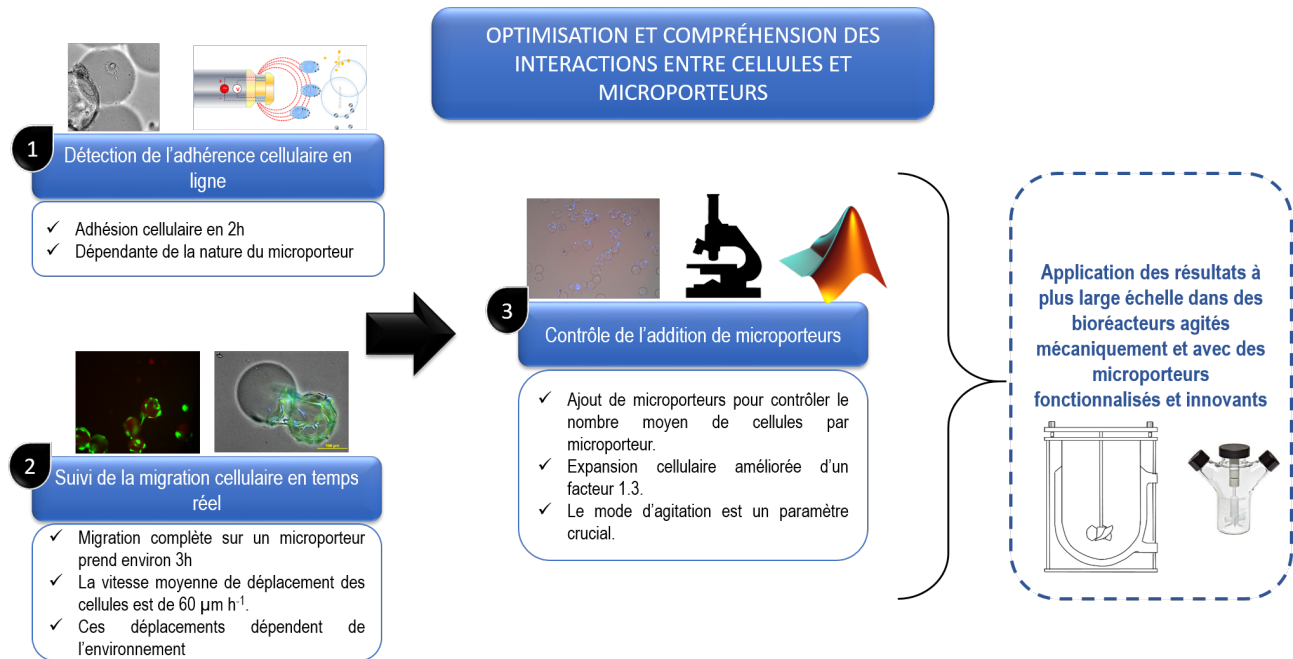 OPTIMISATION ET COMPRÉHENSION DES
INTERACTIONS ENTRE CELLULES ET
MICROPORTEURS
1
Détection de l’adhérence cellulaire en
ligne
✓ Adhésion cellulaire en 2h
✓ Dépendante de la nature du microporteur
2
Suivi de la migration cellulaire en temps
réel
✓ Migration complète sur un microporteur
prend environ 3h
✓ La vitesse moyenne de déplacement des
cellules est de 60 µm h⁻¹.
✓ Ces déplacements dépendent de
l’environnement
3
Contrôle de l’addition de microporteurs
✓ Ajout de microporteurs pour contrôler le
nombre moyen de cellules par
microporteur.
✓ Expansion cellulaire améliorée d’un
facteur 1.3.
✓ Le mode d’agitation est un paramètre
crucial.
Application des résultats à
plus large échelle dans des
bioréacteurs agités
mécaniquement et avec des
microporteurs
fonctionnalisés et innovants